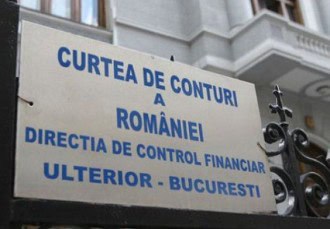 CURTEA DE CONTURI
A
ROMÂNIEI
DIRECTIA DE CONTROL FINANCIAR
ULTERIOR - BUCURESTI